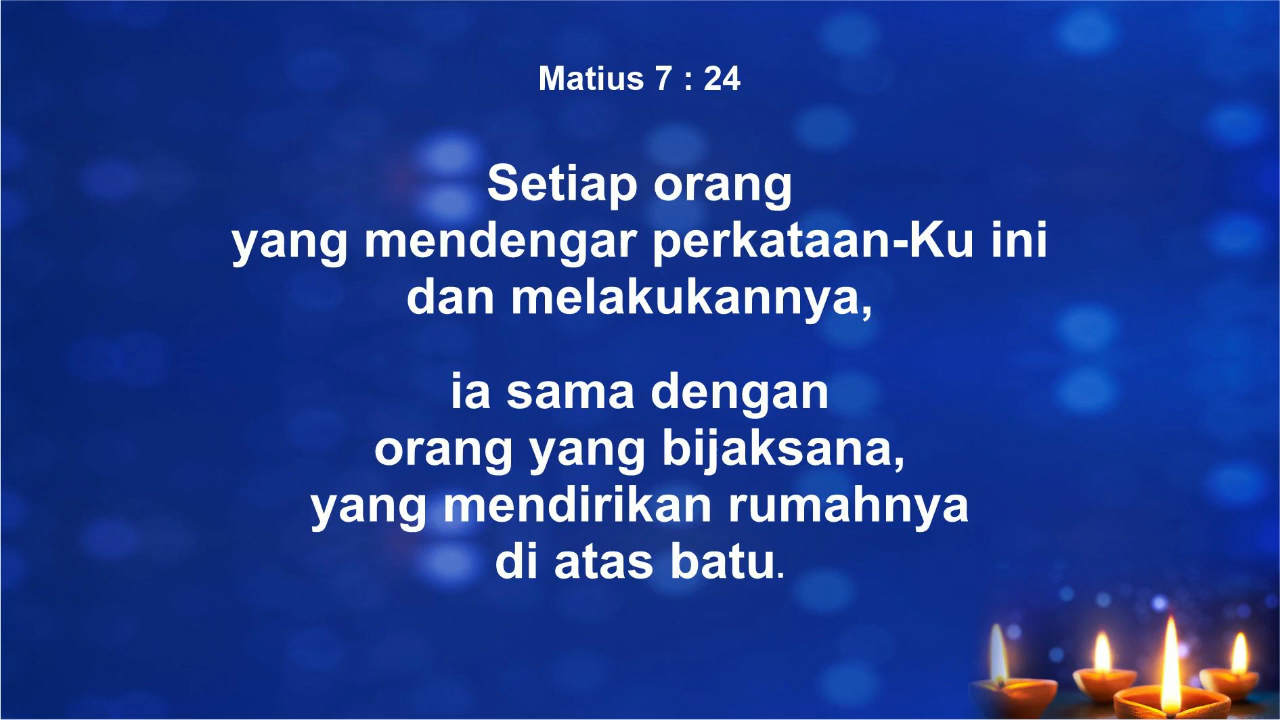 Matius 7 : 24
Setiap orang
yang mendengar perkataan-Ku ini
dan melakukannya,
ia sama dengan
orang yang bijaksana,
yang mendirikan rumahnya
di atas batu.